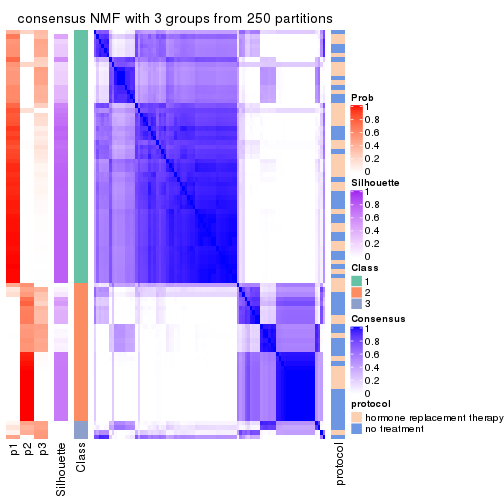 consensus NMF with 3 groups from 250 partitions
Prob
1
0.8
0.6
0.4
0.2
0
Silhouette
1
0.8
0.6
0.4
0.2
0
Class
1
2
3
Consensus
1
0.8
0.6
0.4
0.2
0
protocol
hormone replacement therapy
no treatment
p1
p2
p3
Silhouette
Class
protocol